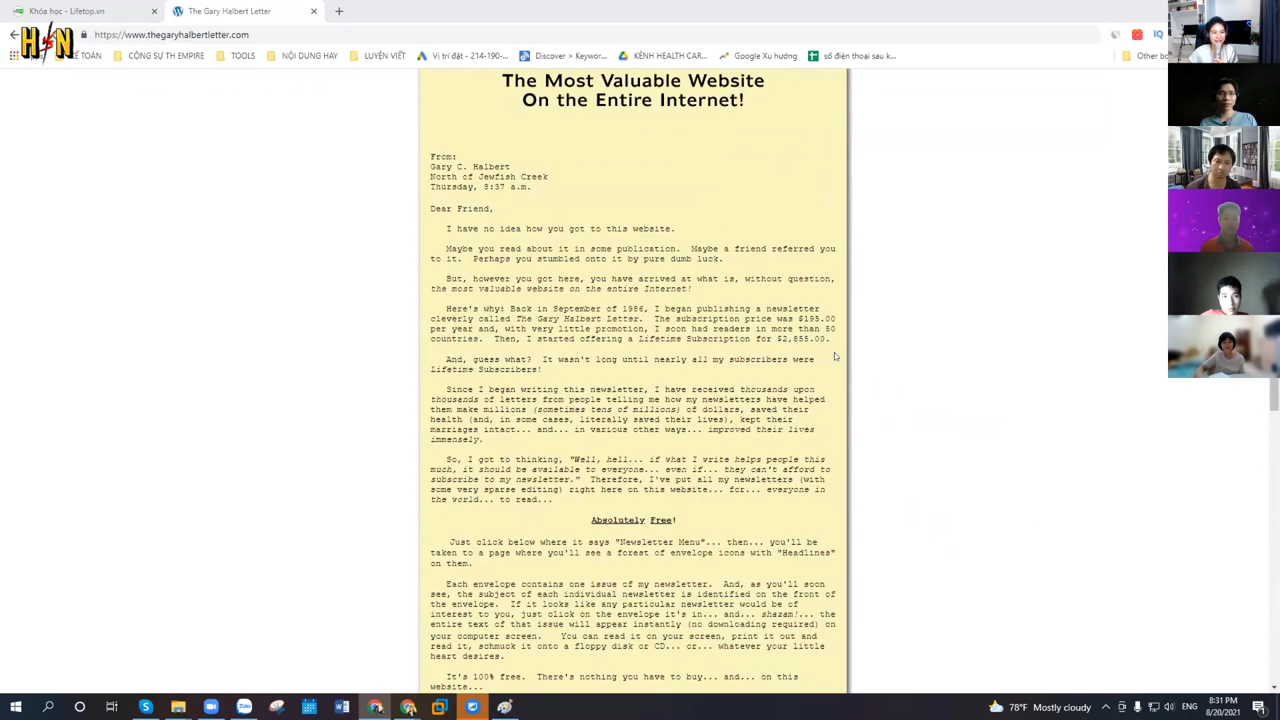 Khóa học - Lifetop.vn
The Gary Halbert Letter
https://www.thegaryhalbertletter.com
HN
CỘNG SỰ TH EMPIRE
TOOLS
NỘI DUNG HAY
LUYỆN VIẾT
Vị trí đặt - 214-190-...
Discover > Keywor...
KÊNH HEALTH CAR...
Google Xu hướng
số điện thoại sau k...
Other bo
IQ
The Most Valuable Website
On the Entire Internet!
From:
Gary C. Halbert
North of Jewfish Creek
Thursday, 8:37 a.m.
Dear Friend,
I have no idea how you got to this website.
Maybe you read about it in some publication. Maybe a friend referred you
to it. Perhaps you stumbled onto it by pure dumb luck.
But, however you got here, you have arrived at what is, without question,
the most valuable website on the entire Internet!
Here's why: Back in September of 1986, I began publishing a newsletter
cleverly called The Gary Halbert Letter. The subscription price was $195.00
per year and, with very little promotion, I soon had readers in more than 50
countries. Then, I started offering a Lifetime Subscription for $2,855.00.
And, guess what? It wasn't long until nearly all my subscribers were
Lifetime Subscribers!
Since I began writing this newsletter, I have received thousands upon
thousands of letters from people telling me how my newsletters have helped
them make millions (sometimes tens of millions) of dollars, saved their
health (and, in some cases, literally saved their lives), kept their
marriages intact... and... in various other ways... improved their lives
immensely.
So, I got to thinking, "Well, hell... if what I write helps people this
much, it should be available to everyone... even if... they can't afford to
subscribe to my newsletter." Therefore, I've put all my newsletters (with
some very sparse editing) right here on this website... for... everyone in
the world... to read...
Absolutely Free!
Just click below where it says "Newsletter Menu"... then... you'll be
taken to a page where you'll see a forest of envelope icons with "Headlines"
on them.
Each envelope contains one issue of my newsletter. And, as you'll soon
see, the subject of each individual newsletter is identified on the front of
the envelope. If it looks like any particular newsletter would be of
interest to you, just click on the envelope it's in... and... shazam!... the
entire text of that issue will appear instantly (no downloading required) on
your computer screen. You can read it on your screen, print it out and
read it, schmuck it onto a floppy disk or CD... or... whatever your little
heart desires.
It's 100% free. There's nothing you have to buy... and... on this
website...
Zalo
78°F Mostly cloudy
8:31 PM
8/20/2021